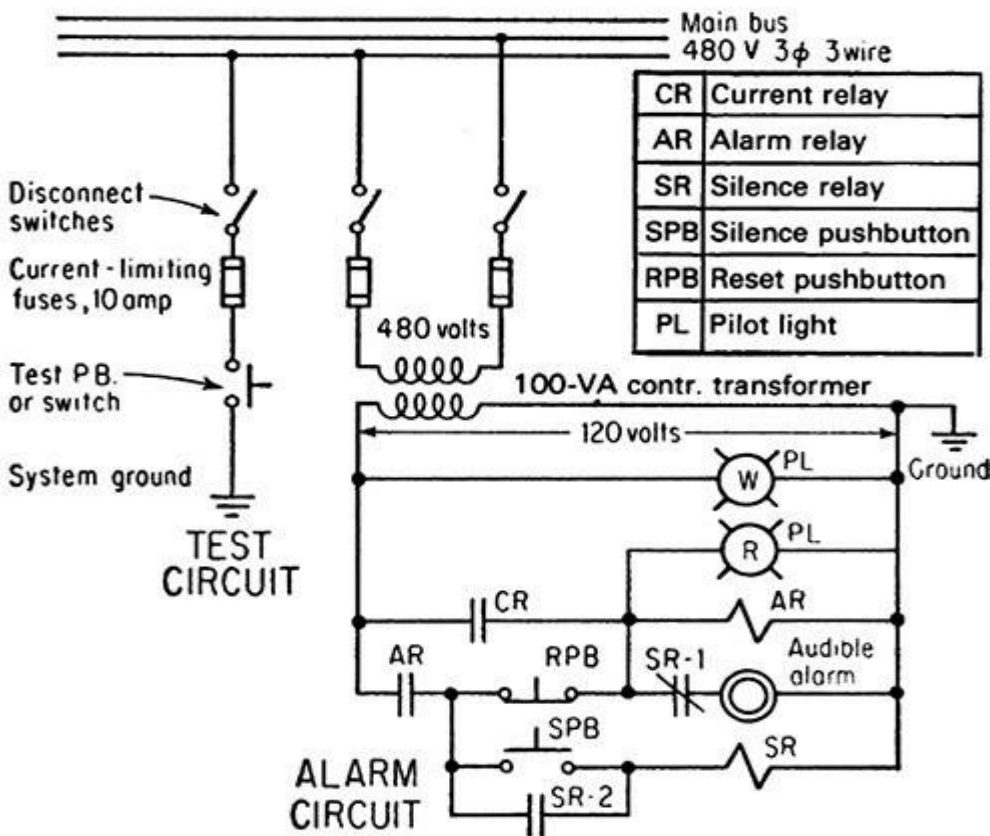 Main bus
480 V 3ϕ 3wire
CR Current relay
AR Alarm relay
SR Silence relay
SPB Silence pushbutton
RPB Reset pushbutton
PL Pilot light
Disconnect
switches
Current-limiting
fuses, 10 amp
480 volts
Test P.B.
or switch
100-VA contr. transformer
120 volts
System ground
Ground
W
PL
TEST
CIRCUIT
R
PL
CR
AR
AR
RPB
SR-1
Audible
alarm
SPB
SR
SR-2
ALARM
CIRCUIT